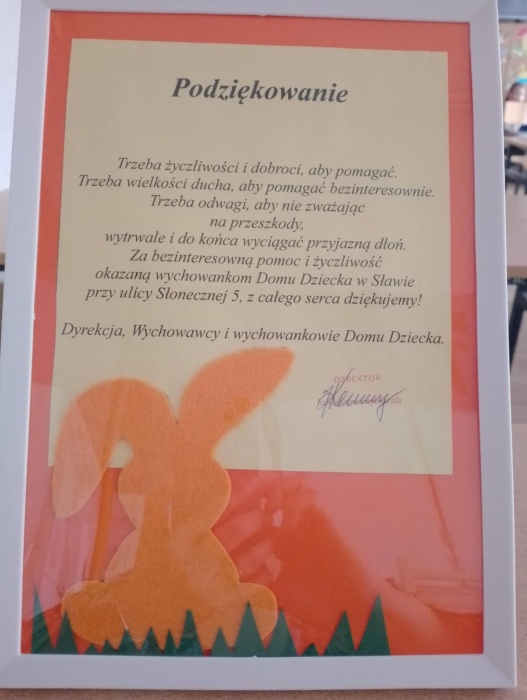 Podziękowanie
Trzeba życzliwości i dobroci, aby pomagać.
Trzeba wielkości ducha, aby pomagać bezinteresownie.
Trzeba odwagi, aby nie zważając
na przeszkody,
wytrwale i do końca wyciągać przyjazną dłoń.
Za bezinteresowną pomoc i życzliwość
okazaną wychowankom Domu Dziecka w Sławie
przy ulicy Słonecznej 5, z całego serca dziękujemy!
Dyrekcja, Wychowawcy i wychowankowie Domu Dziecka.
DYREKTOR